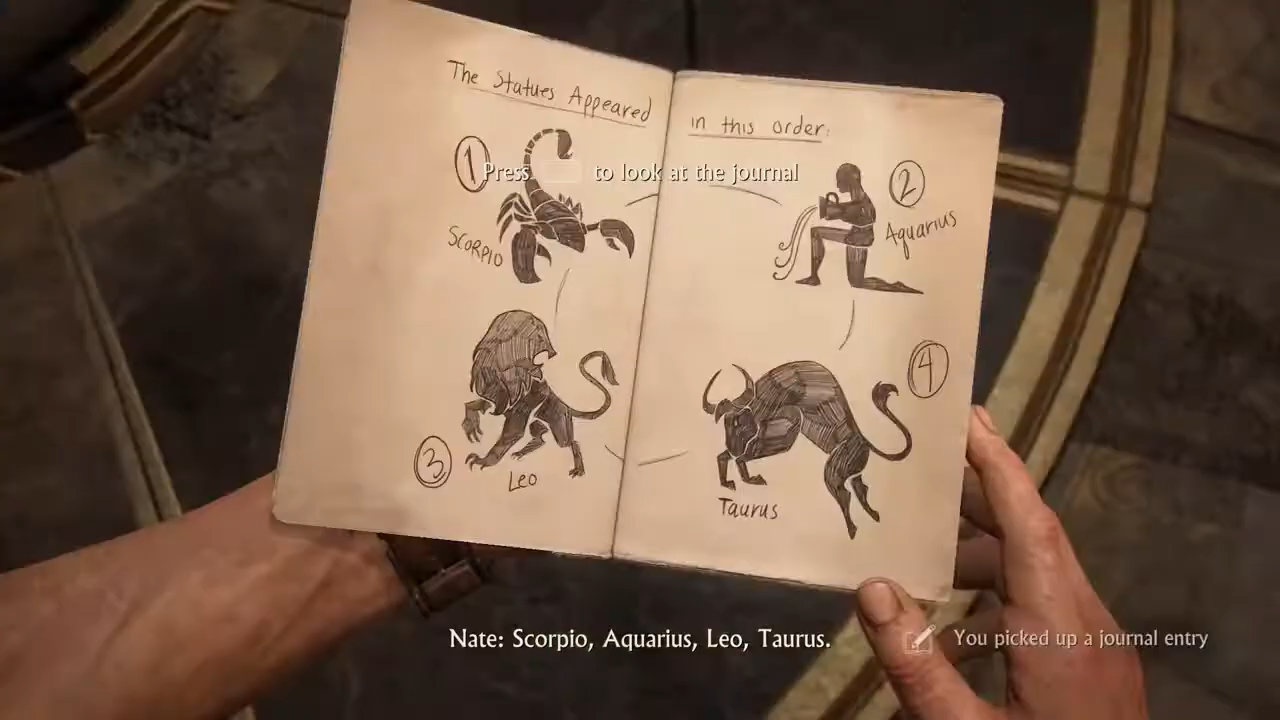 The Statues Appeared
in this order:
1
Press to look at the journal
2
SCORPIO
Aquarius
3
Leo
4
Taurus
Nate: Scorpio, Aquarius, Leo, Taurus.
You picked up a journal entry